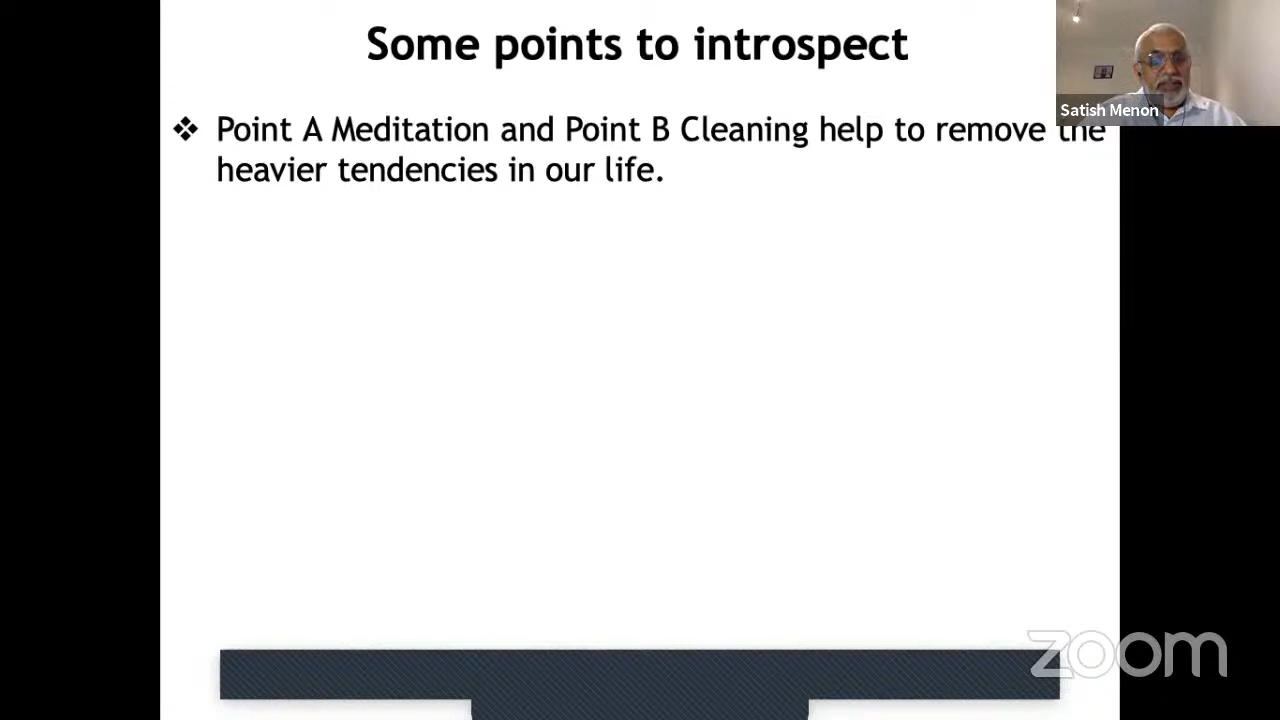 Some points to introspect
❖ Point A Meditation and Point B Cleaning help to remove the
heavier tendencies in our life.
Satish Menon
zoom